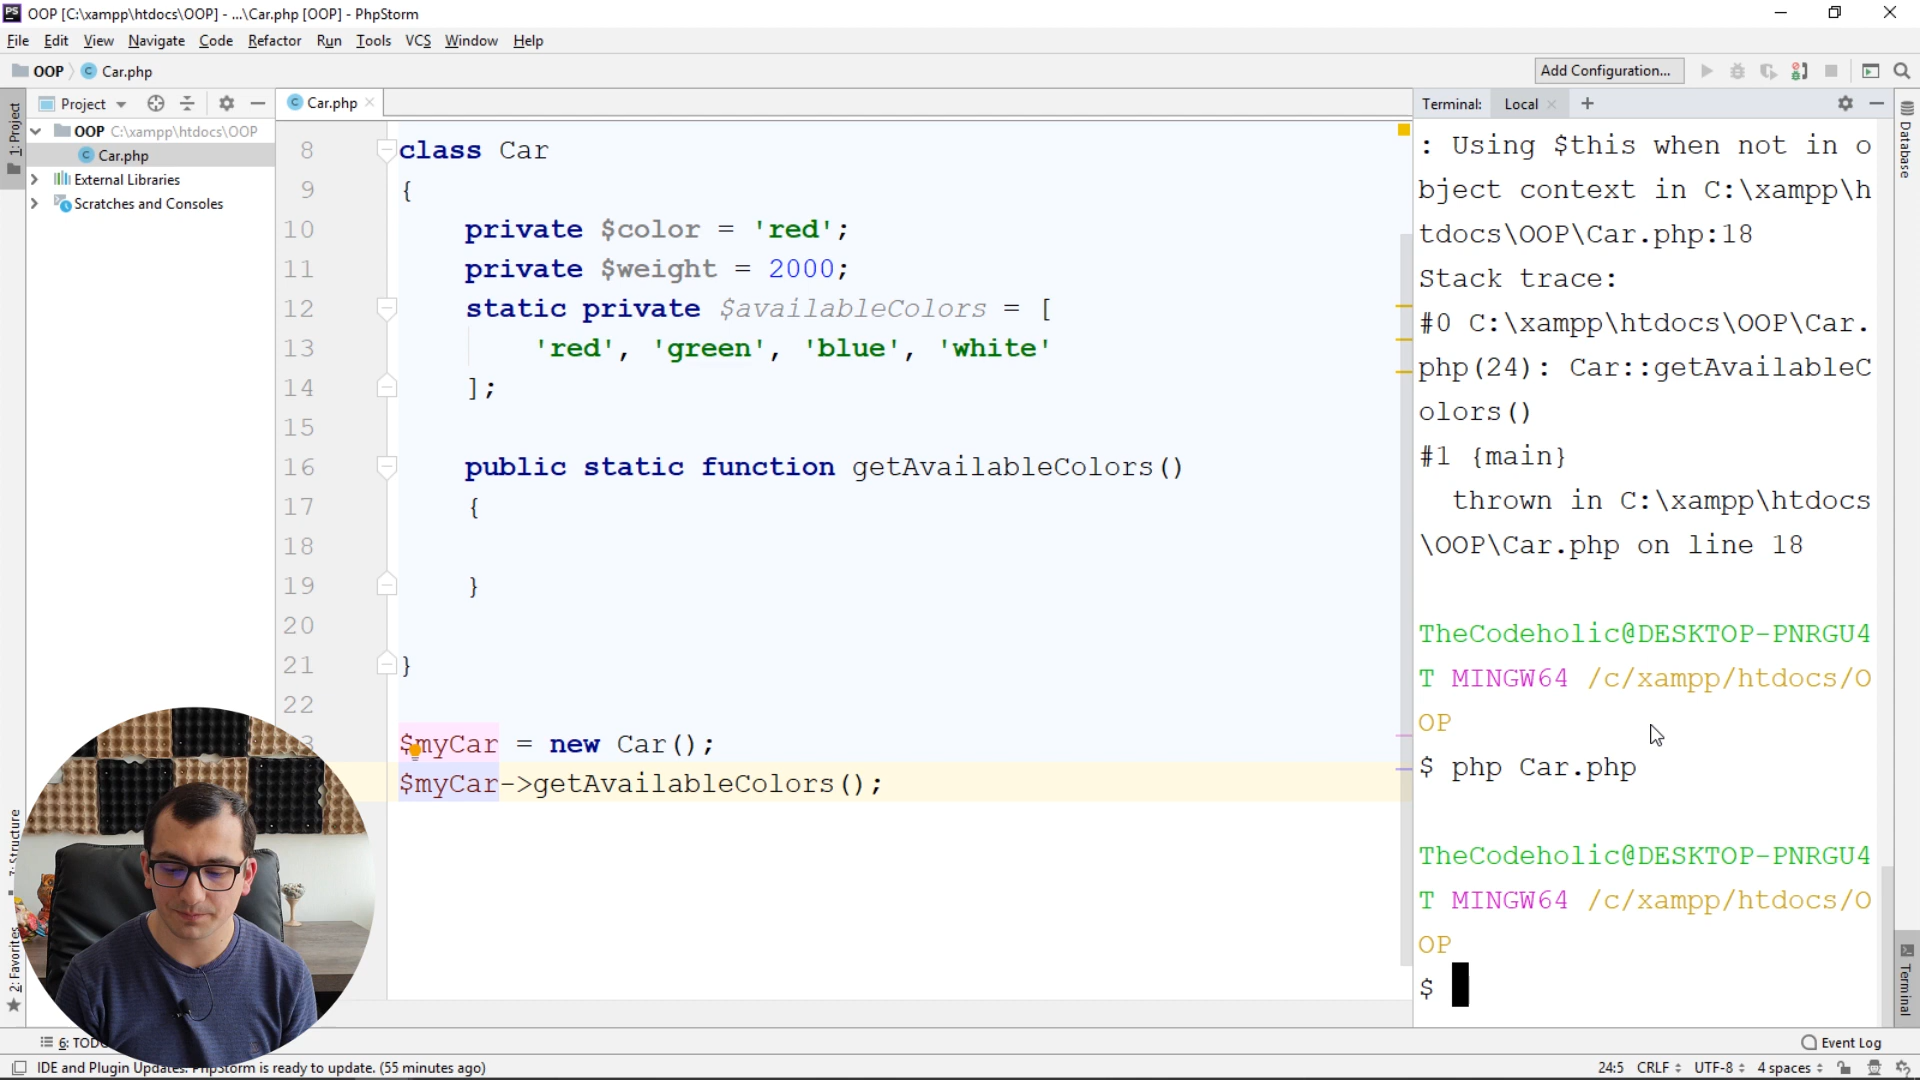 OOP [C:\xampp\htdocs\OOP] - ...\Car.php [OOP] - PhpStorm
File Edit View Navigate Code Refactor Run Tools VCS Window Help
OOP Car.php
Add Configuration...
Project
Car.php
Terminal: Local
1: Project
OOP C:\xampp\htdocs\OOP
Car.php
External Libraries
Scratches and Consoles
7: Structure
2: Favorites
8 class Car
9 {
10 private $color = 'red';
11 private $weight = 2000;
12 static private $availableColors = [
13 'red', 'green', 'blue', 'white'
14 ];
15
16 public static function getAvailableColors()
17 {
18
19 }
20
21 }
22
3 $myCar = new Car();
$myCar->getAvailableColors();
: Using $this when not in o
bject context in C:\xampp\h
tdocs\OOP\Car.php:18
Stack trace:
#0 C:\xampp\htdocs\OOP\Car.
php(24): Car::getAvailableC
olors()
#1 {main}
thrown in C:\xampp\htdocs
\OOP\Car.php on line 18
TheCodeholic@DESKTOP-PNRGU4
T MINGW64 /c/xampp/htdocs/O
OP
$ php Car.php
TheCodeholic@DESKTOP-PNRGU4
T MINGW64 /c/xampp/htdocs/O
OP
$
Database
Terminal
6: TODO
Event Log
IDE and Plugin Updates: PhpStorm is ready to update. (55 minutes ago)
24:5 CRLF UTF-8 4 spaces